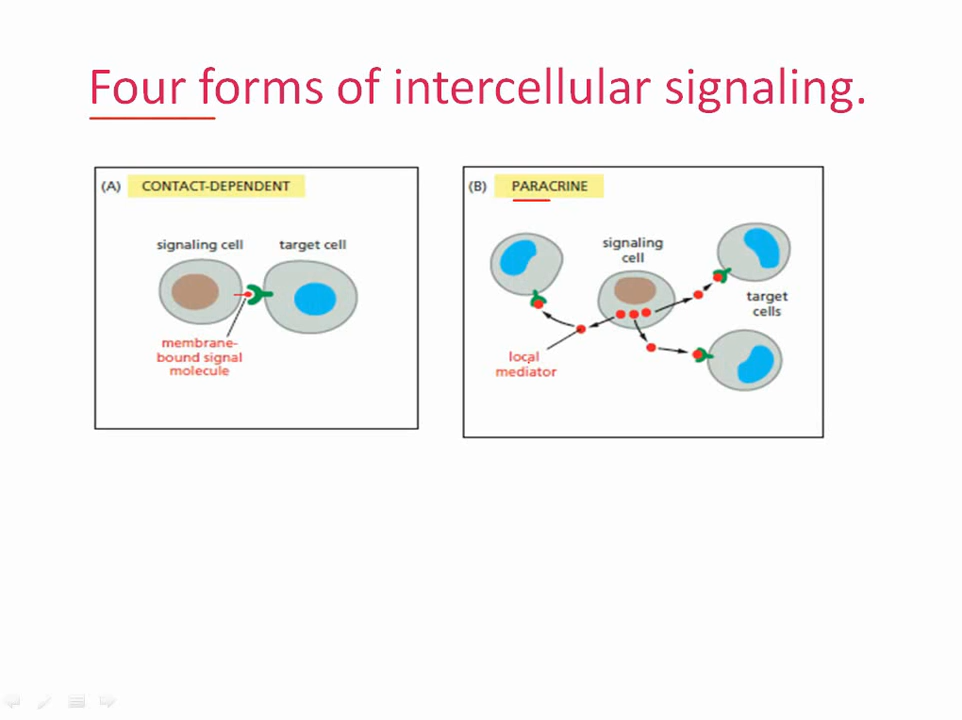 Four forms of intercellular signaling.
(A) CONTACT-DEPENDENT
signaling cell target cell
membrane-
bound signal
molecule
(B) PARACRINE
signaling
cell
target
cells
local
mediator